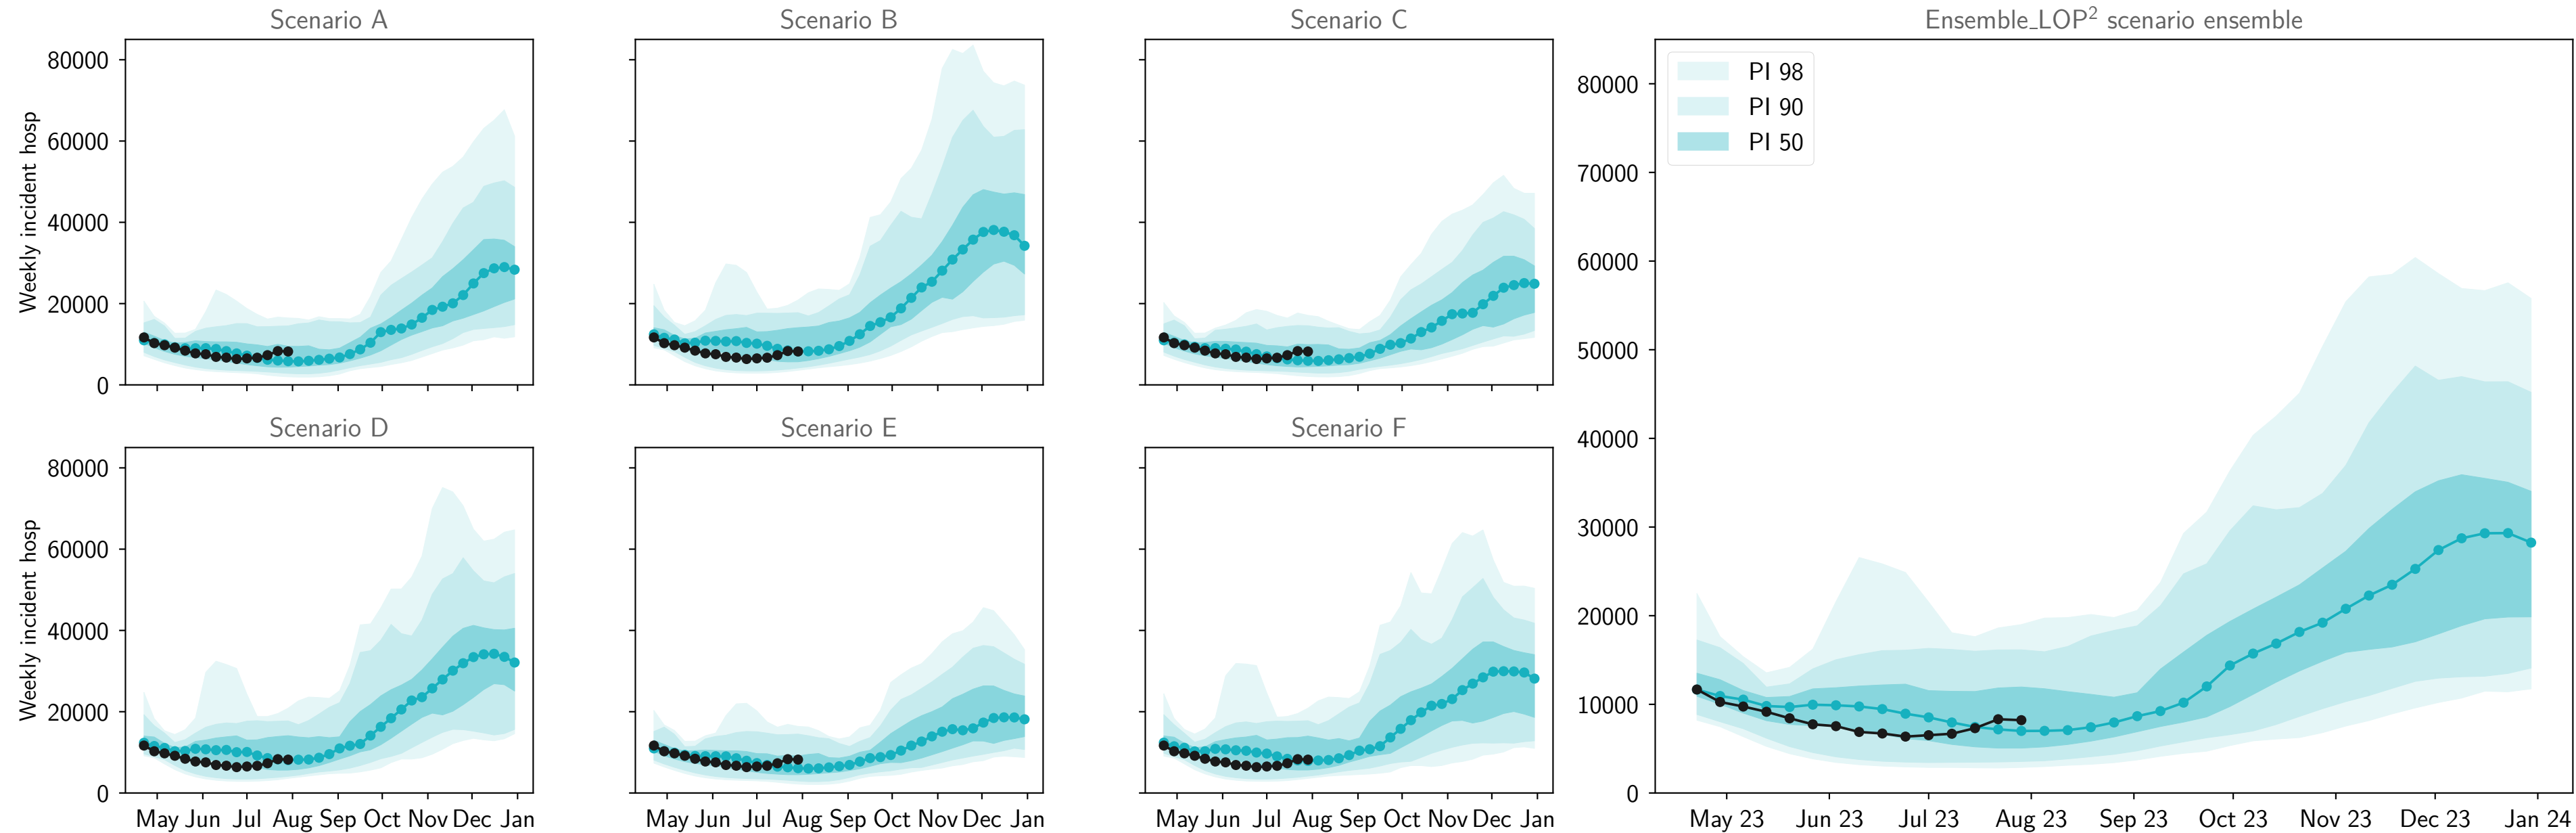 Scenario A
Scenario B
Scenario C
Ensemble_LOP² scenario ensemble
Weekly incident hosp
80000
60000
40000
20000
0
Scenario D
Scenario E
Scenario F
Weekly incident hosp
80000
60000
40000
20000
0
May Jun Jul Aug Sep Oct Nov Dec Jan
May Jun Jul Aug Sep Oct Nov Dec Jan
May Jun Jul Aug Sep Oct Nov Dec Jan
PI 98
PI 90
PI 50
80000
70000
60000
50000
40000
30000
20000
10000
0
May 23 Jun 23 Jul 23 Aug 23 Sep 23 Oct 23 Nov 23 Dec 23 Jan 24